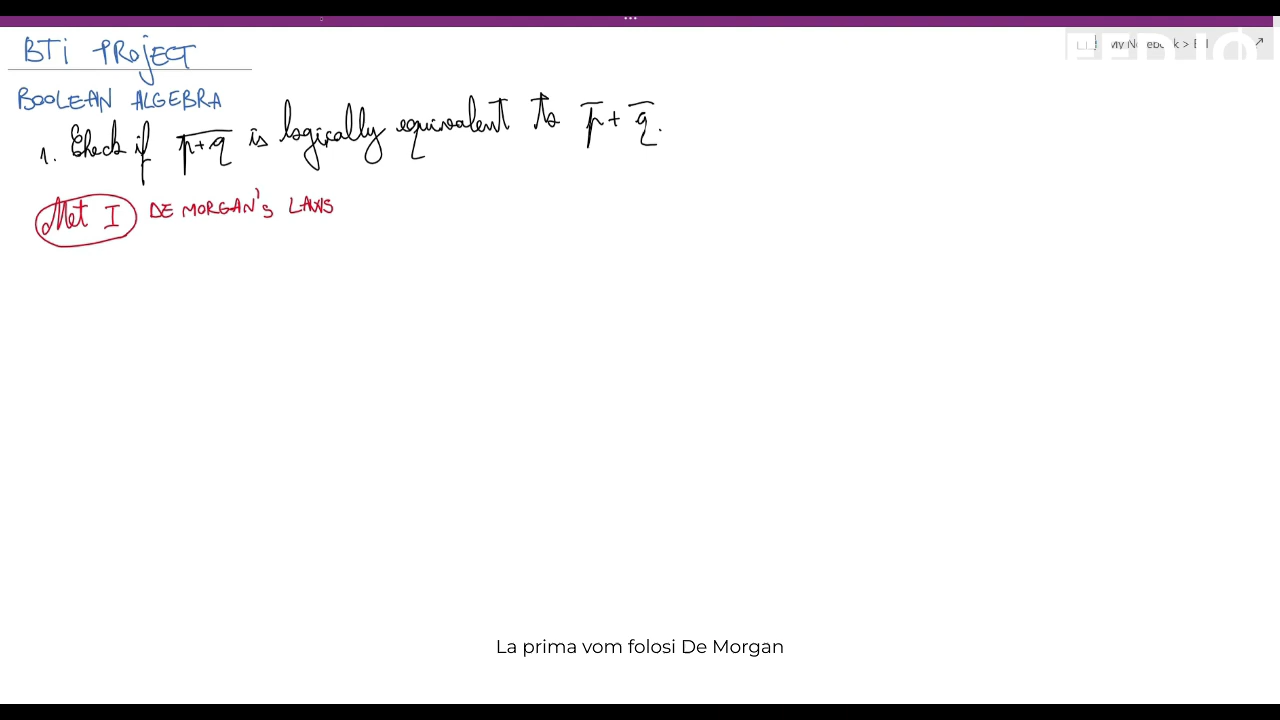 BTi PROJECT
BOOLEAN ALGEBRA
1. Check if p̅+̅q̅ is logically equivalent to p̅ + q̅.
Met I DE MORGAN'S LAWS
La prima vom folosi De Morgan